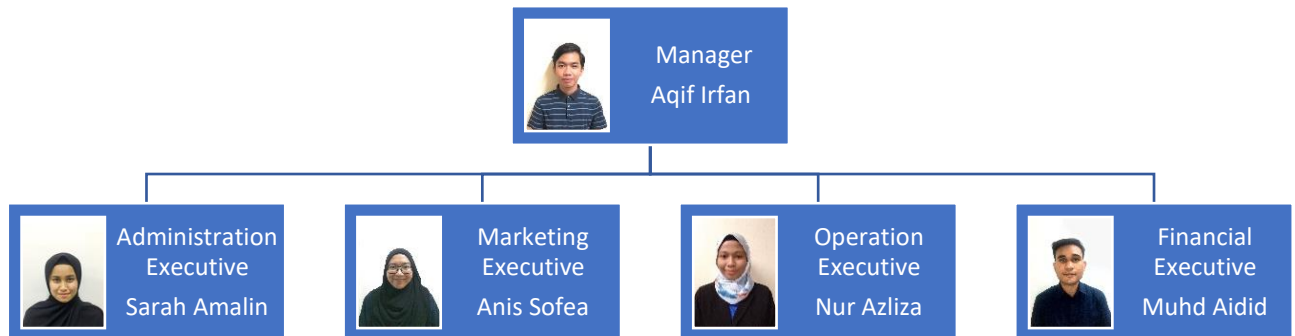 Manager
Aqif Irfan
Administration
Executive
Sarah Amalin
Marketing
Executive
Anis Sofea
Operation
Executive
Nur Azliza
Financial
Executive
Muhd Aidid